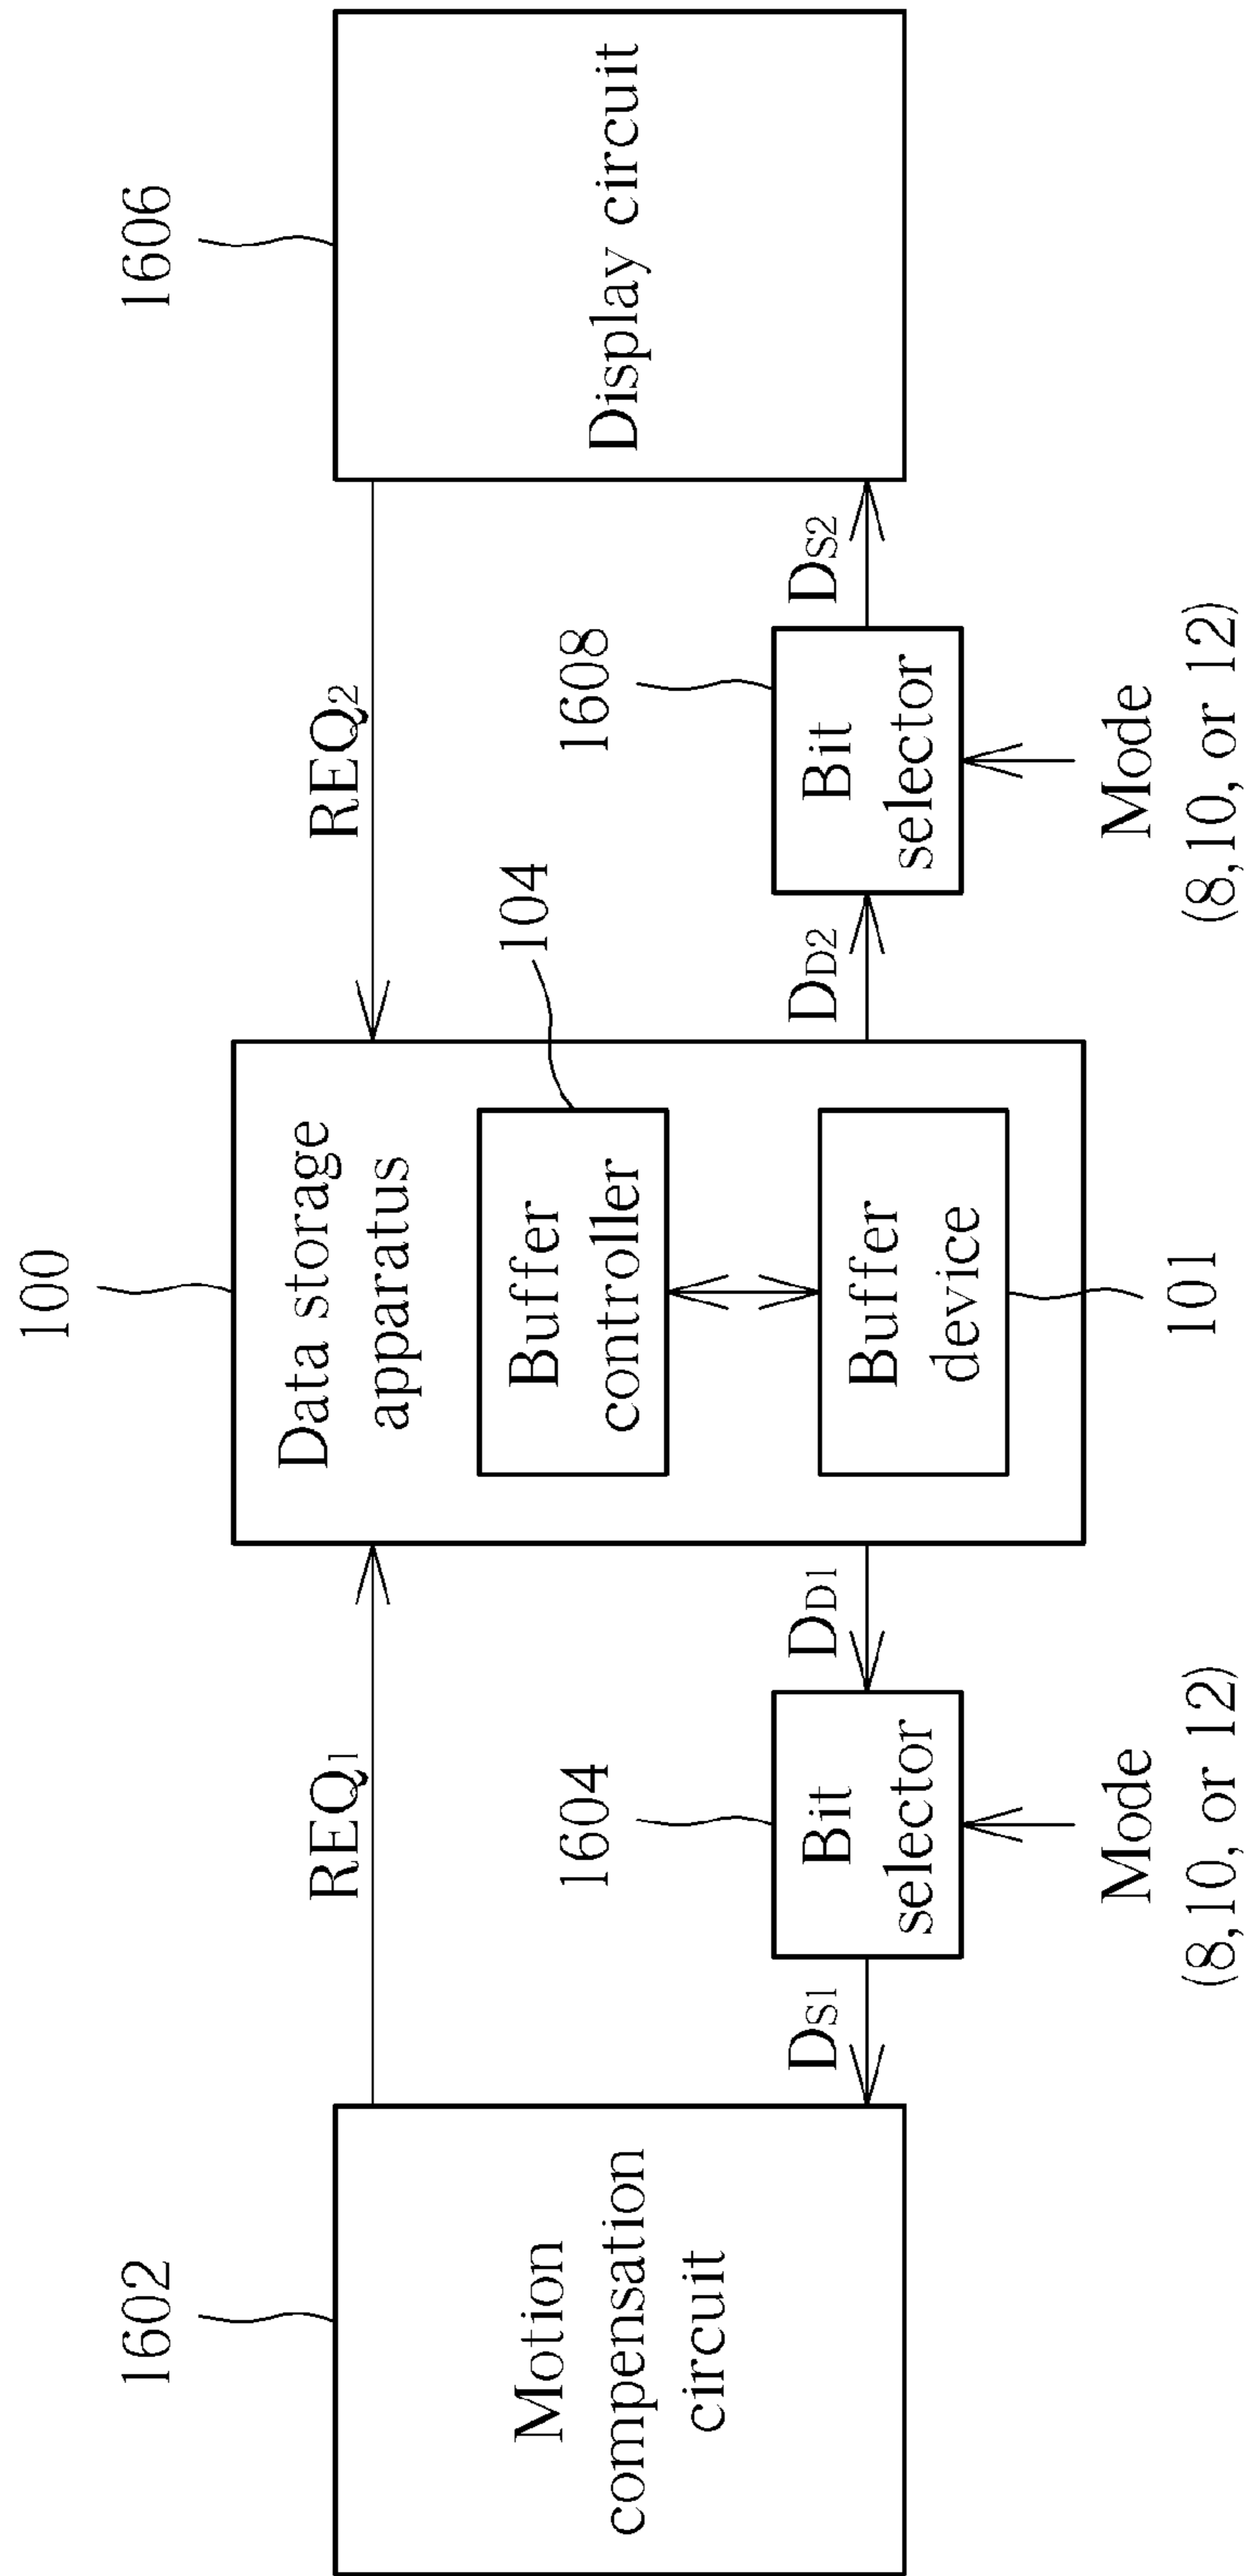 1602
100
1606
REQ1
REQ2
Data storage
apparatus
104
Motion
compensation
circuit
Buffer
controller
Display circuit
1604
1608
DS1
DD1
DD2
DS2
Bit
selector
Buffer
device
Bit
selector
Mode
(8,10, or 12)
101
Mode
(8,10, or 12)